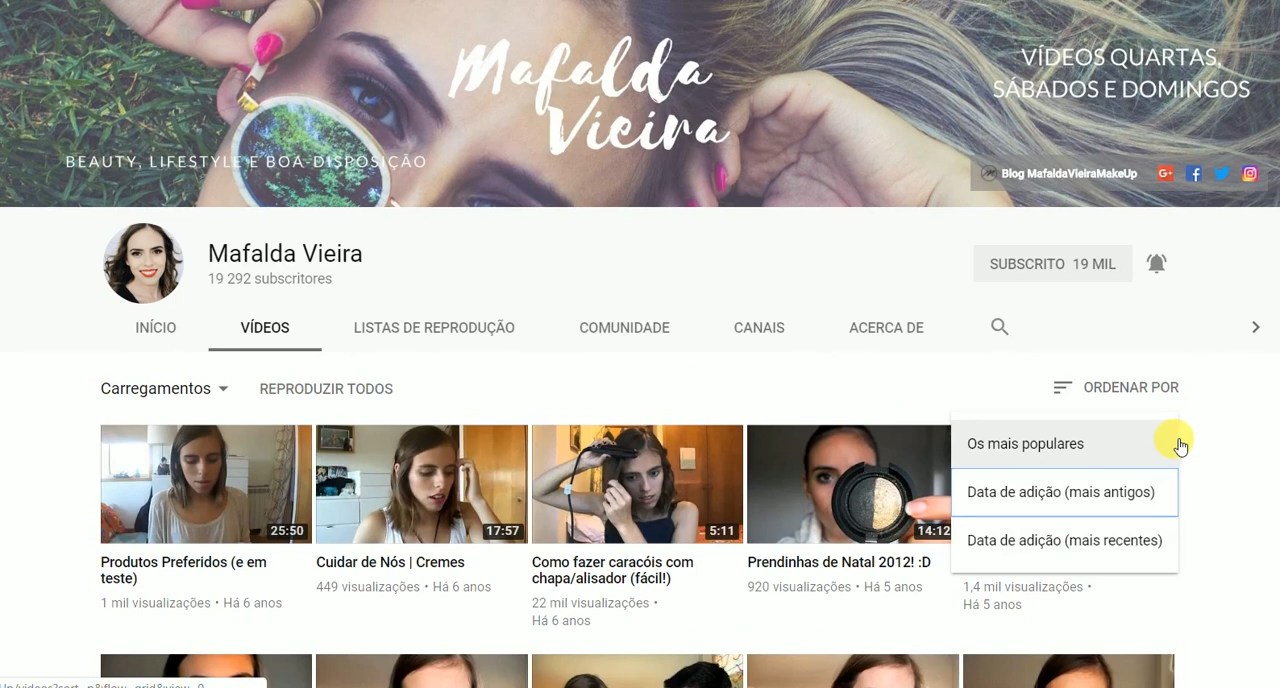 Mafalda
Vieira
VÍDEOS QUARTAS,
SÁBADOS E DOMINGOS
BEAUTY, LIFESTYLE E BOA-DISPOSIÇÃO
Blog MafaldaVieiraMakeUp
G+
Mafalda Vieira
19 292 subscritores
SUBSCRITO 19 MIL
INÍCIO
VÍDEOS
LISTAS DE REPRODUÇÃO
COMUNIDADE
CANAIS
ACERCA DE
Carregamentos
REPRODUZIR TODOS
ORDENAR POR
Os mais populares
Data de adição (mais antigos)
Data de adição (mais recentes)
25:50
17:57
5:11
14:12
Produtos Preferidos (e em
teste)
1 mil visualizações • Há 6 anos
Cuidar de Nós | Cremes
449 visualizações • Há 6 anos
Como fazer caracóis com
chapa/alisador (fácil!)
22 mil visualizações •
Há 6 anos
Prendinhas de Natal 2012! :D
920 visualizações • Há 5 anos
1,4 mil visualizações •
Há 5 anos